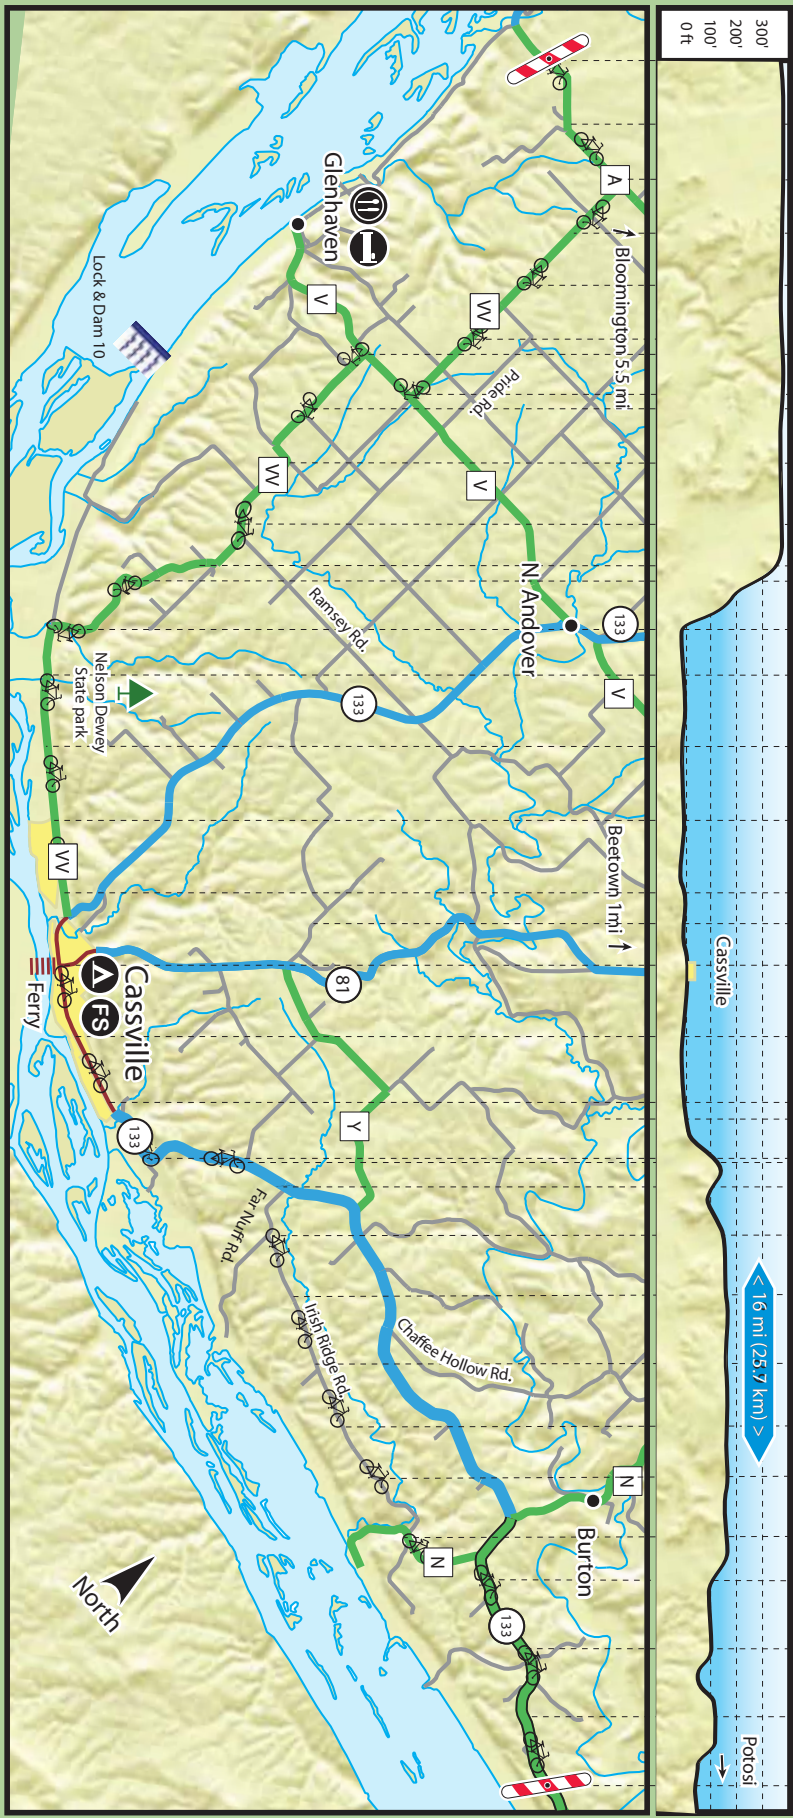 300'
200'
100'
0 ft
Cassville
< 16 mi (25.7 km) >
Potosi
A
Bloomington 5.5 mi
Glenhaven
V
VV
Pride Rd.
V
VV
Lock & Dam 10
Ramsey Rd.
N. Andover
133
V
133
Nelson Dewey
State park
VV
Beetown 1mi
81
Cassville
FS
Ferry
133
Y
Far Nuff Rd.
Irish Ridge Rd.
Chaffee Hollow Rd.
N
Burton
N
133
North